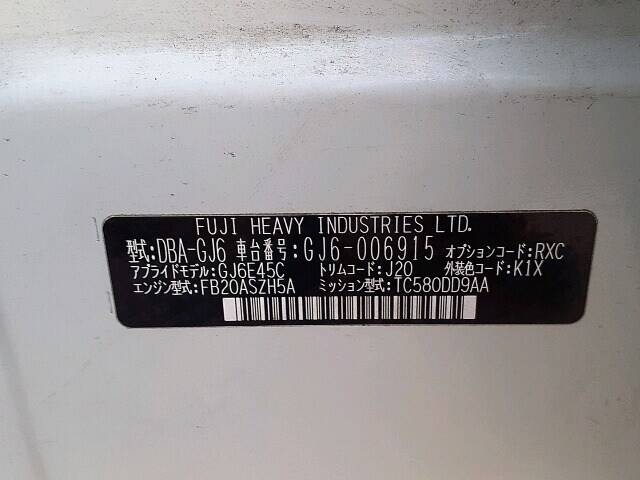 FUJI HEAVY INDUSTRIES LTD.
型式:DBA-GJ6 車台番号:GJ6-006915 オプションコード:RXC
アプライドモデル:GJ6E45C トリムコード:J20 外装色コード:K1X
エンジン型式:FB20ASZH5A ミッション型式:TC580DD9AA